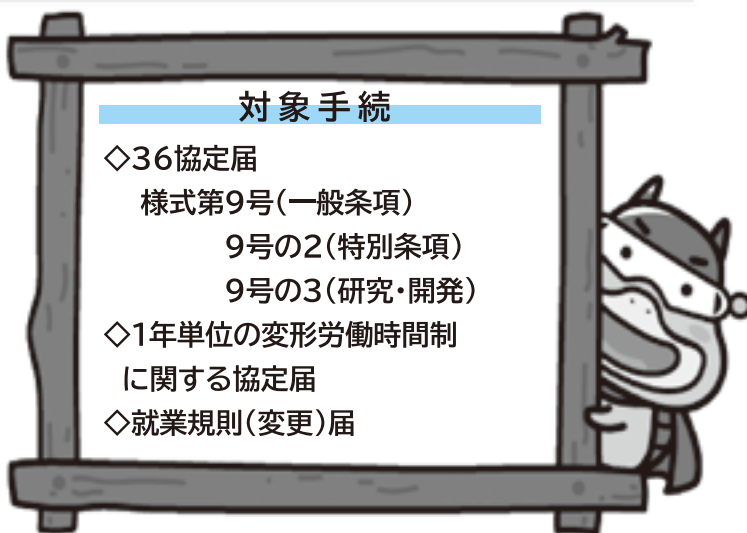 対象手続
◇36協定届
様式第9号(一般条項)
9号の2(特別条項)
9号の3(研究・開発)
◇1年単位の変形労働時間制
に関する協定届
◇就業規則(変更)届